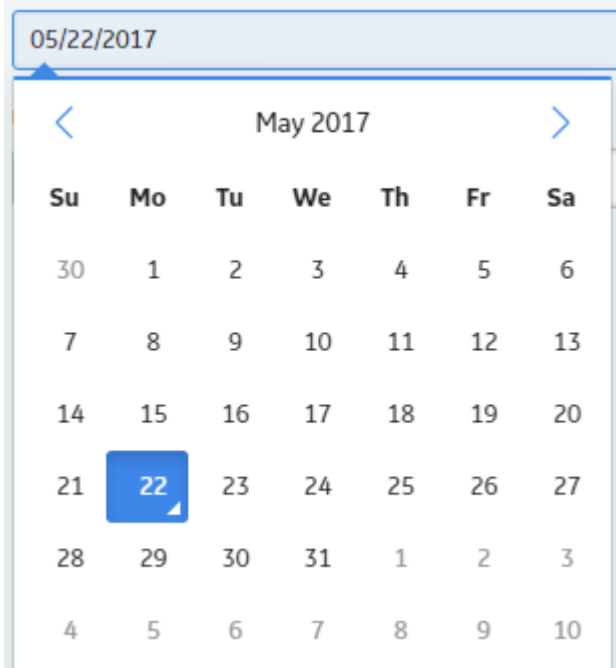 05/22/2017
May 2017
Su Mo Tu We Th Fr Sa
30 1 2 3 4 5 6
7 8 9 10 11 12 13
14 15 16 17 18 19 20
21 22 23 24 25 26 27
28 29 30 31 1 2 3
4 5 6 7 8 9 10